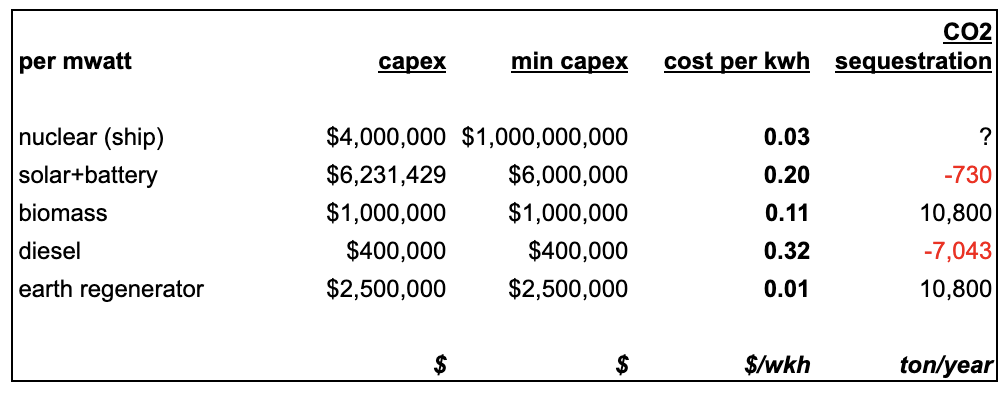 CO2
per mwatt capex min capex cost per kwh sequestration
nuclear (ship) $4,000,000 $1,000,000,000 0.03 ?
solar+battery $6,231,429 $6,000,000 0.20 -730
biomass $1,000,000 $1,000,000 0.11 10,800
diesel $400,000 $400,000 0.32 -7,043
earth regenerator $2,500,000 $2,500,000 0.01 10,800
$ $ $/wkh ton/year